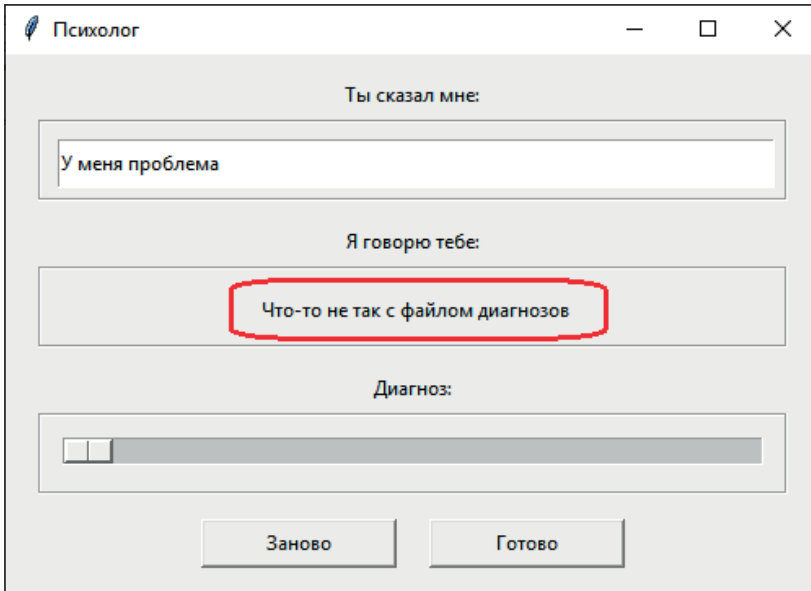 Психолог
Ты сказал мне:
У меня проблема
Я говорю тебе:
Что-то не так с файлом диагнозов
Диагноз:
Заново
Готово